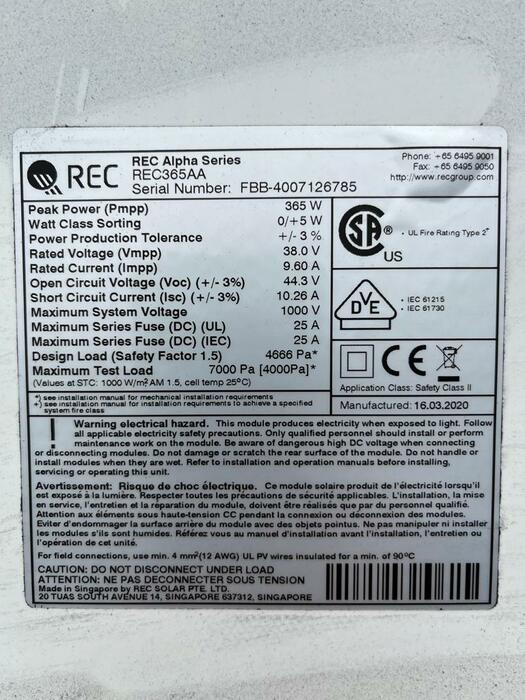 REC
REC Alpha Series
REC365AA
Serial Number: FBB-4007126785
Phone: +65 6495 9001
Fax: +65 6495 9050
http://www.recgroup.com
Peak Power (Pmpp) 365 W
Watt Class Sorting 0/+5 W
Power Production Tolerance +/-3 %
Rated Voltage (Vmpp) 38.0 V
Rated Current (Impp) 9.60 A
Open Circuit Voltage (Voc) (+/-3%) 44.3 V
Short Circuit Current (Isc) (+/-3%) 10.26 A
Maximum System Voltage 1000 V
Maximum Series Fuse (DC) (UL) 25 A
Maximum Series Fuse (DC) (IEC) 25 A
Design Load (Safety Factor 1.5) 4666 Pa*
Maximum Test Load 7000 Pa [4000Pa]*
(Values at STC: 1000 W/m², AM 1.5, cell temp 25°C)
SA ® US
• UL Fire Rating Type 2⁺
DVE
• IEC 61215
• IEC 61730
CE
Application Class: Safety Class II
*) see installation manual for mechanical installation requirements
+) see installation manual for installation requirements to achieve a specified
system fire class
Manufactured: 16.03.2020
! Warning electrical hazard. This module produces electricity when exposed to light. Follow
all applicable electricity safety precautions. Only qualified personnel should install or perform
maintenance work on the module. Be aware of dangerous high DC voltage when connecting
or disconnecting modules. Do not damage or scratch the rear surface of the module. Do not handle or
install modules when they are wet. Refer to installation and operation manuals before installing,
servicing or operating this unit.
Avertissement: Risque de choc électrique. Ce module solaire produit de l'électricité lorsqu'il
est exposé à la lumière. Respecter toutes les précautions de sécurité applicables. L'installation, la mise
en service, l'entretien et la reparation du module, doivent être réalisés que par du personnel qualifié.
Attention aux éléments sous hautes tension CC pendant la connexion ou déconnexion des modules.
Eviter d'endommager la surface arrière du module avec des objets pointus. Ne pas manipuler ni installer
les modules s'ils sont humides. Référez vous au manuel d'installation avant l'installation, l'entretien ou
l'opération de cet unité.
For field connections, use min. 4 mm²(12 AWG) UL PV wires insulated for a min. of 90°C
CAUTION: DO NOT DISCONNECT UNDER LOAD
ATTENTION: NE PAS DECONNECTER SOUS TENSION
Made in Singapore by REC SOLAR PTE. LTD.
20 TUAS SOUTH AVENUE 14, SINGAPORE 637312, SINGAPORE